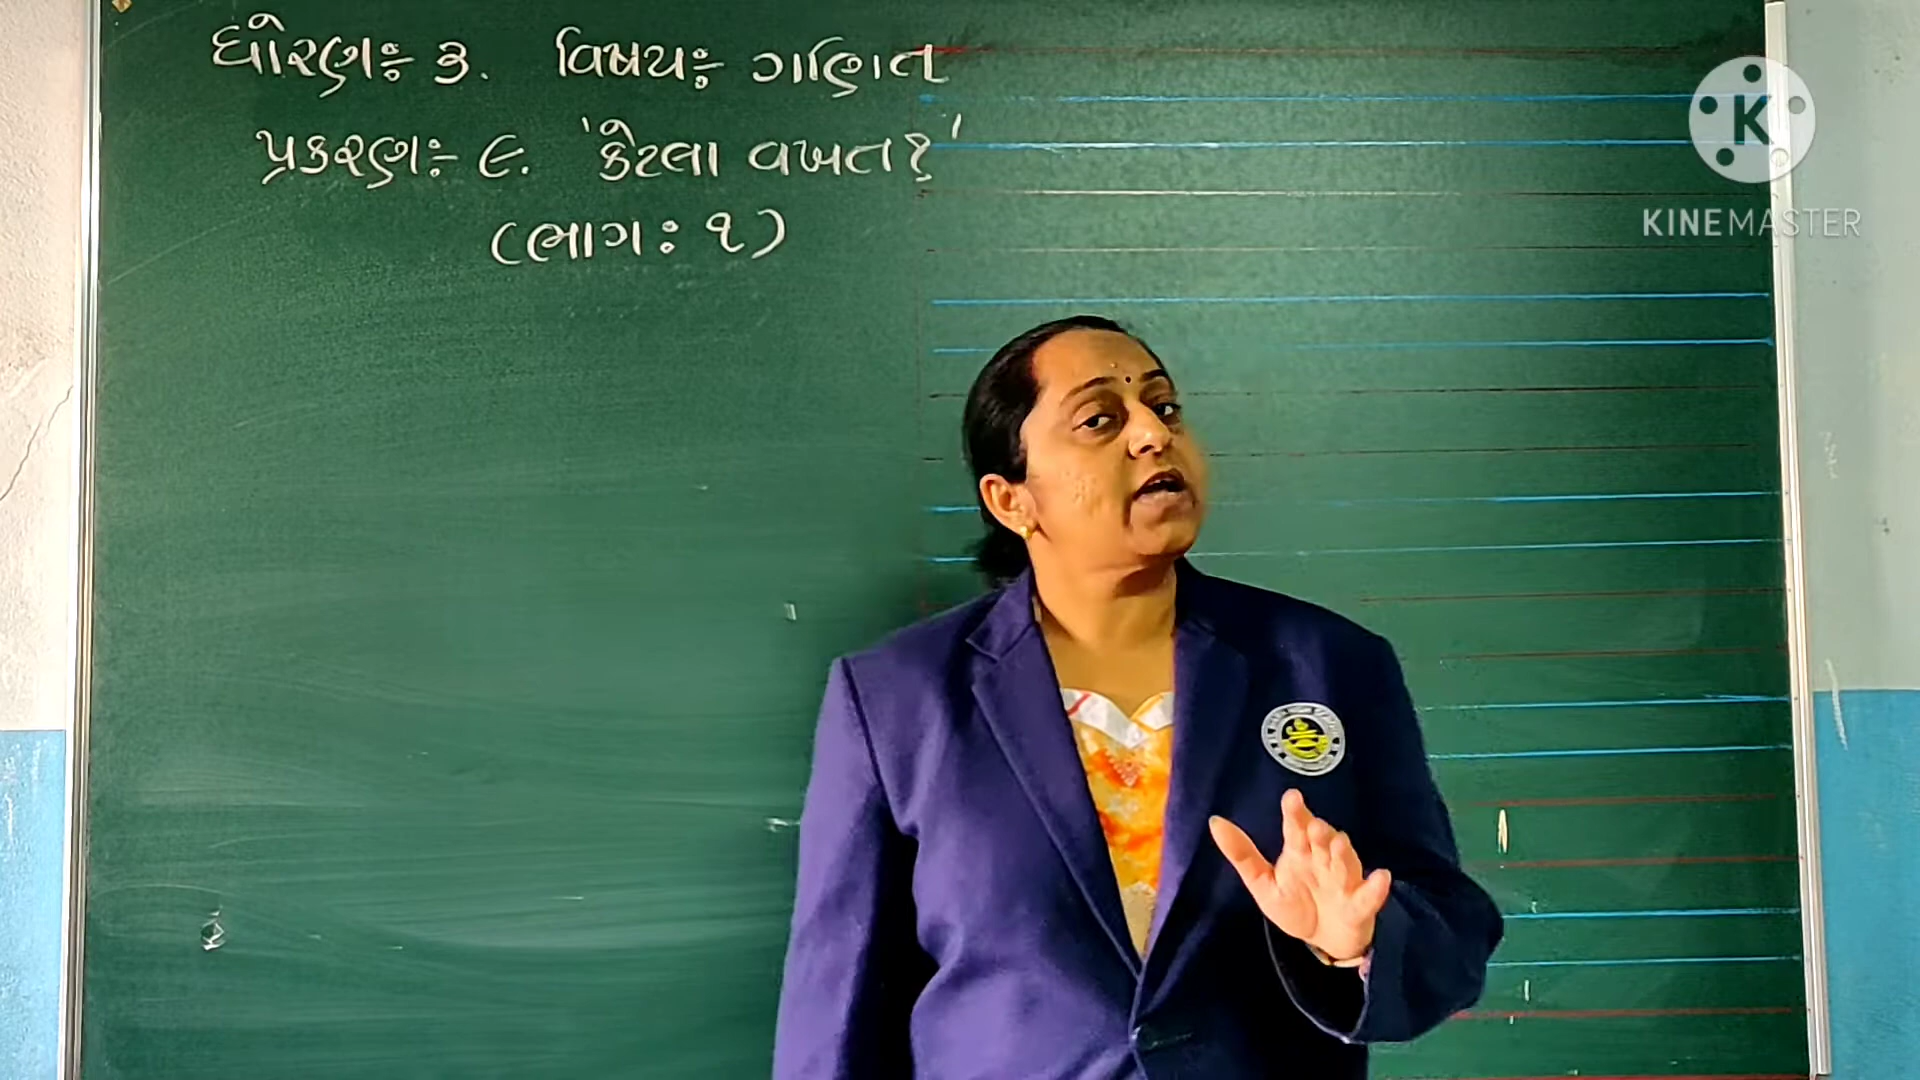 ધોરણ:- ૩. વિષય:- ગણિત
પ્રકરણ:- ૯. 'કેટલા વખત?'
(ભાગ: ૧)
K
KINEMASTER